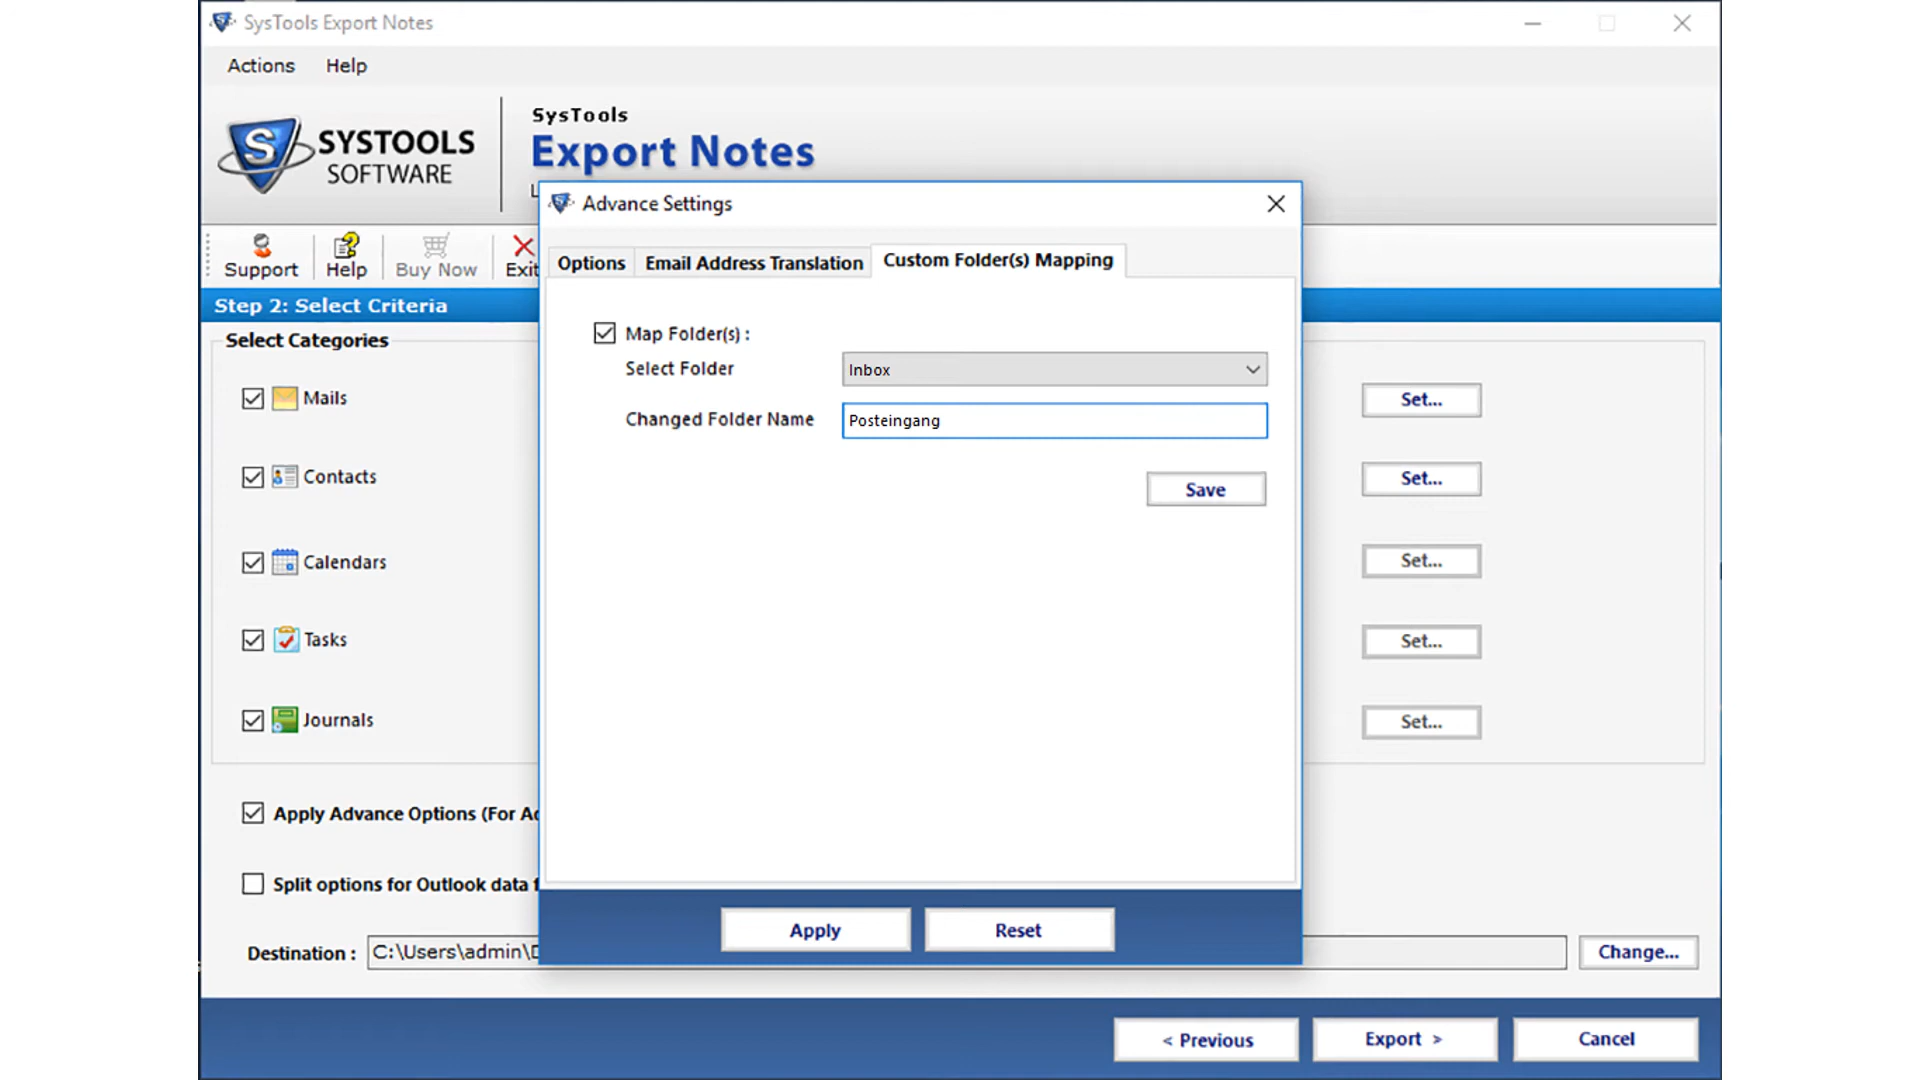 SysTools Export Notes
Actions Help
SYSTOOLS
SOFTWARE
SysTools
Export Notes
Support Help Buy Now Exit
Step 2: Select Criteria
Select Categories
Mails
Contacts
Calendars
Tasks
Journals
Set...
Set...
Set...
Set...
Set...
Apply Advance Options (For
Split options for Outlook data
Destination : C:\Users\admin\
Change...
Advance Settings
Options Email Address Translation Custom Folder(s) Mapping
Map Folder(s) :
Select Folder Inbox
Changed Folder Name Posteingang
Save
Apply Reset
< Previous Export > Cancel